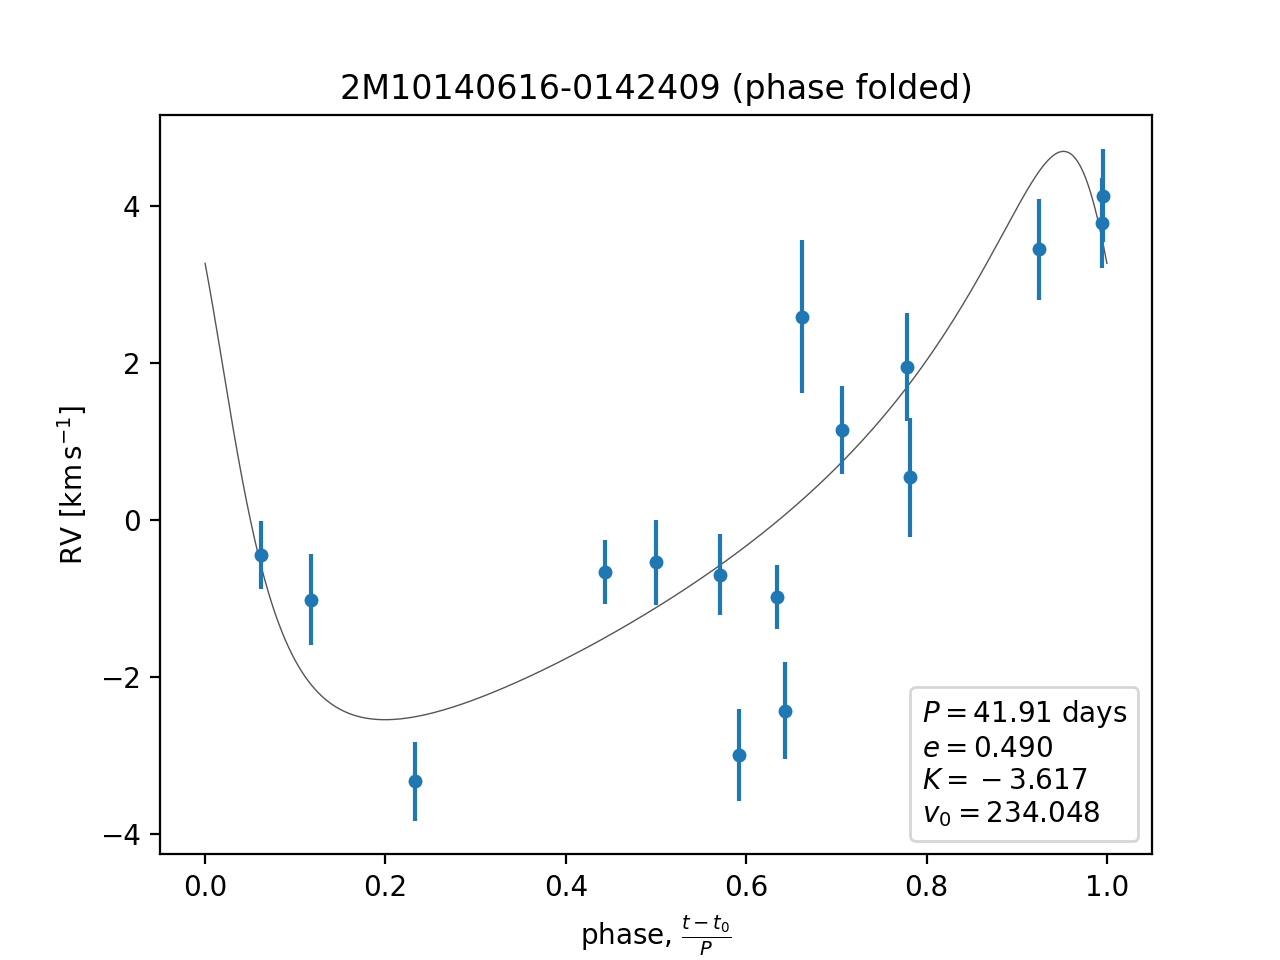 2M10140616-0142409 (phase folded)
RV [km s⁻¹]
4
2
0
−2
−4
P = 41.91 days
e = 0.490
K = −3.617
v₀ = 234.048
0.0 0.2 0.4 0.6 0.8 1.0
phase, (t − t₀)/P